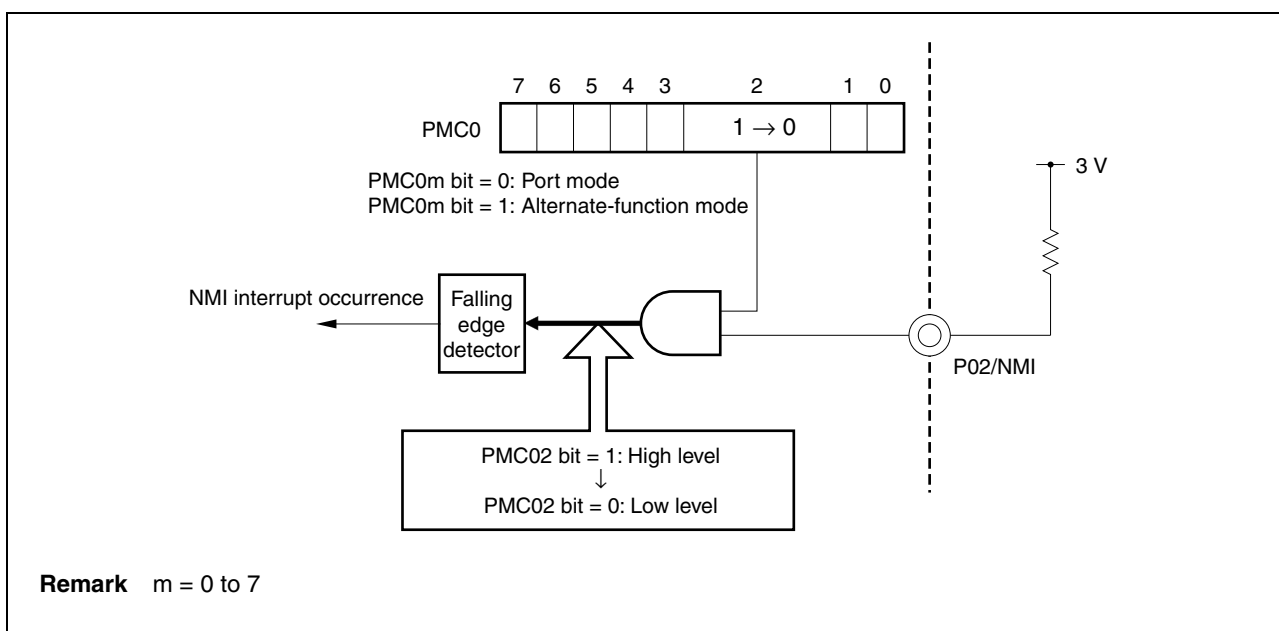 7 6 5 4 3 2 1 0
PMC0 1 → 0
3 V
PMC0m bit = 0: Port mode
PMC0m bit = 1: Alternate-function mode
NMI interrupt occurrence
Falling
edge
detector
P02/NMI
PMC02 bit = 1: High level
↓
PMC02 bit = 0: Low level
Remark m = 0 to 7